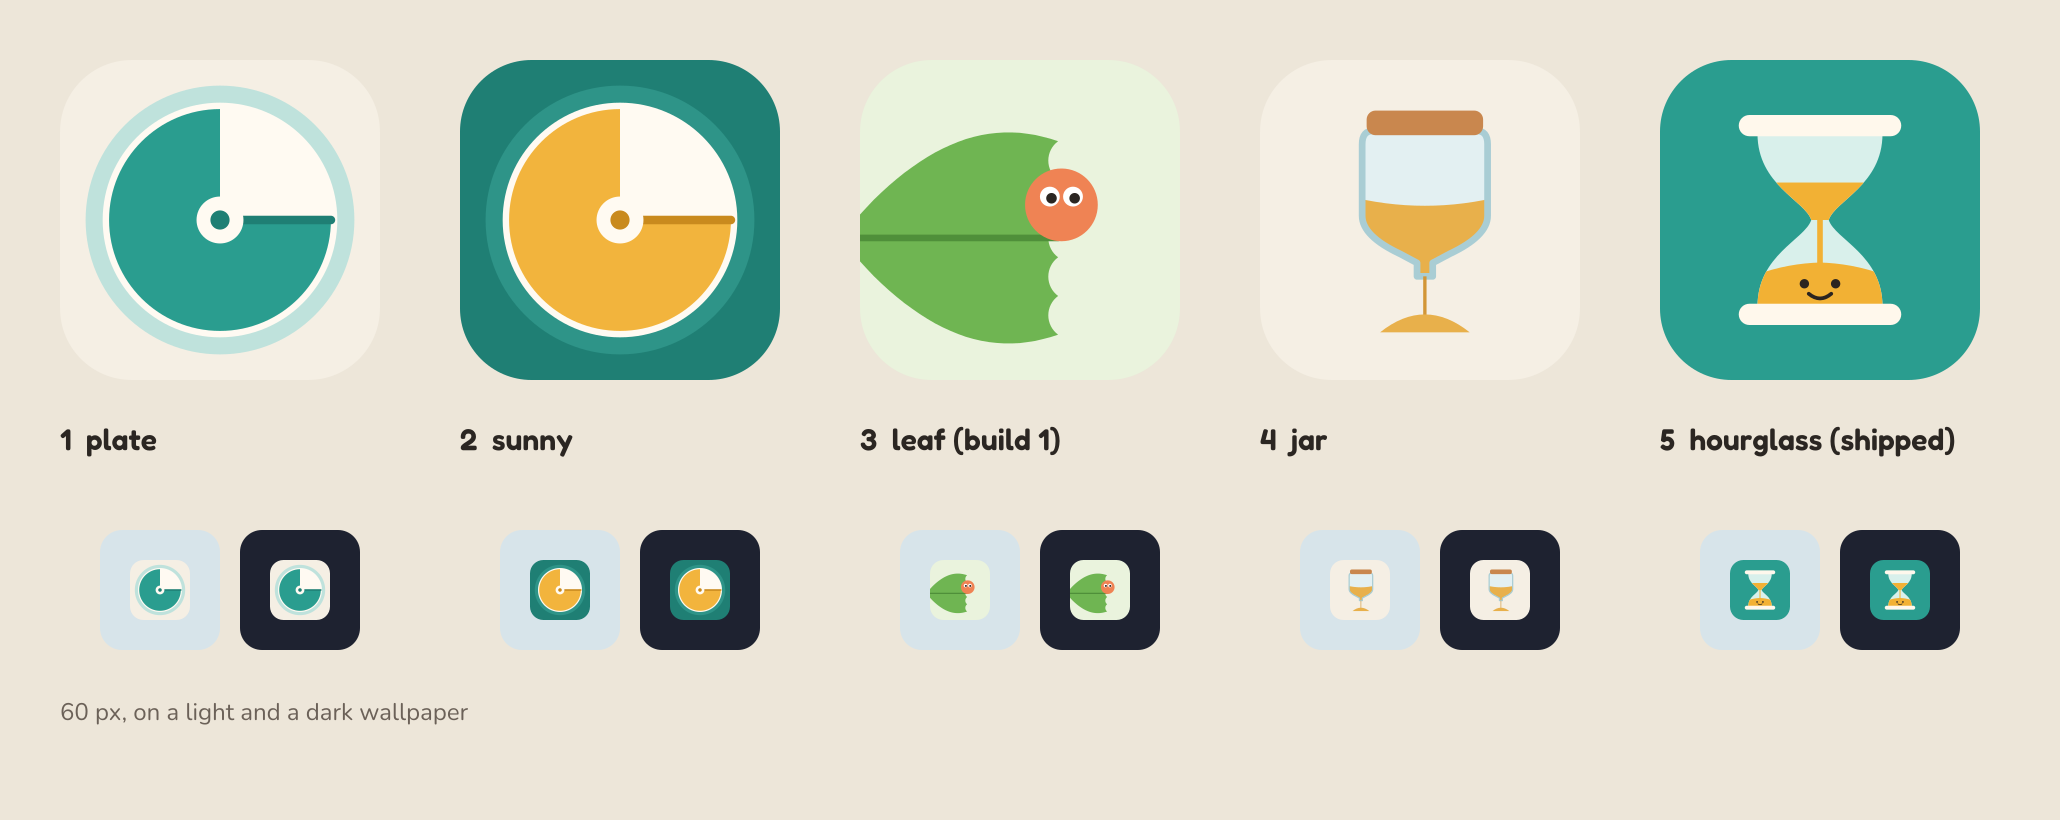 1 plate
2 sunny
3 leaf (build 1)
4 jar
5 hourglass (shipped)
60 px, on a light and a dark wallpaper